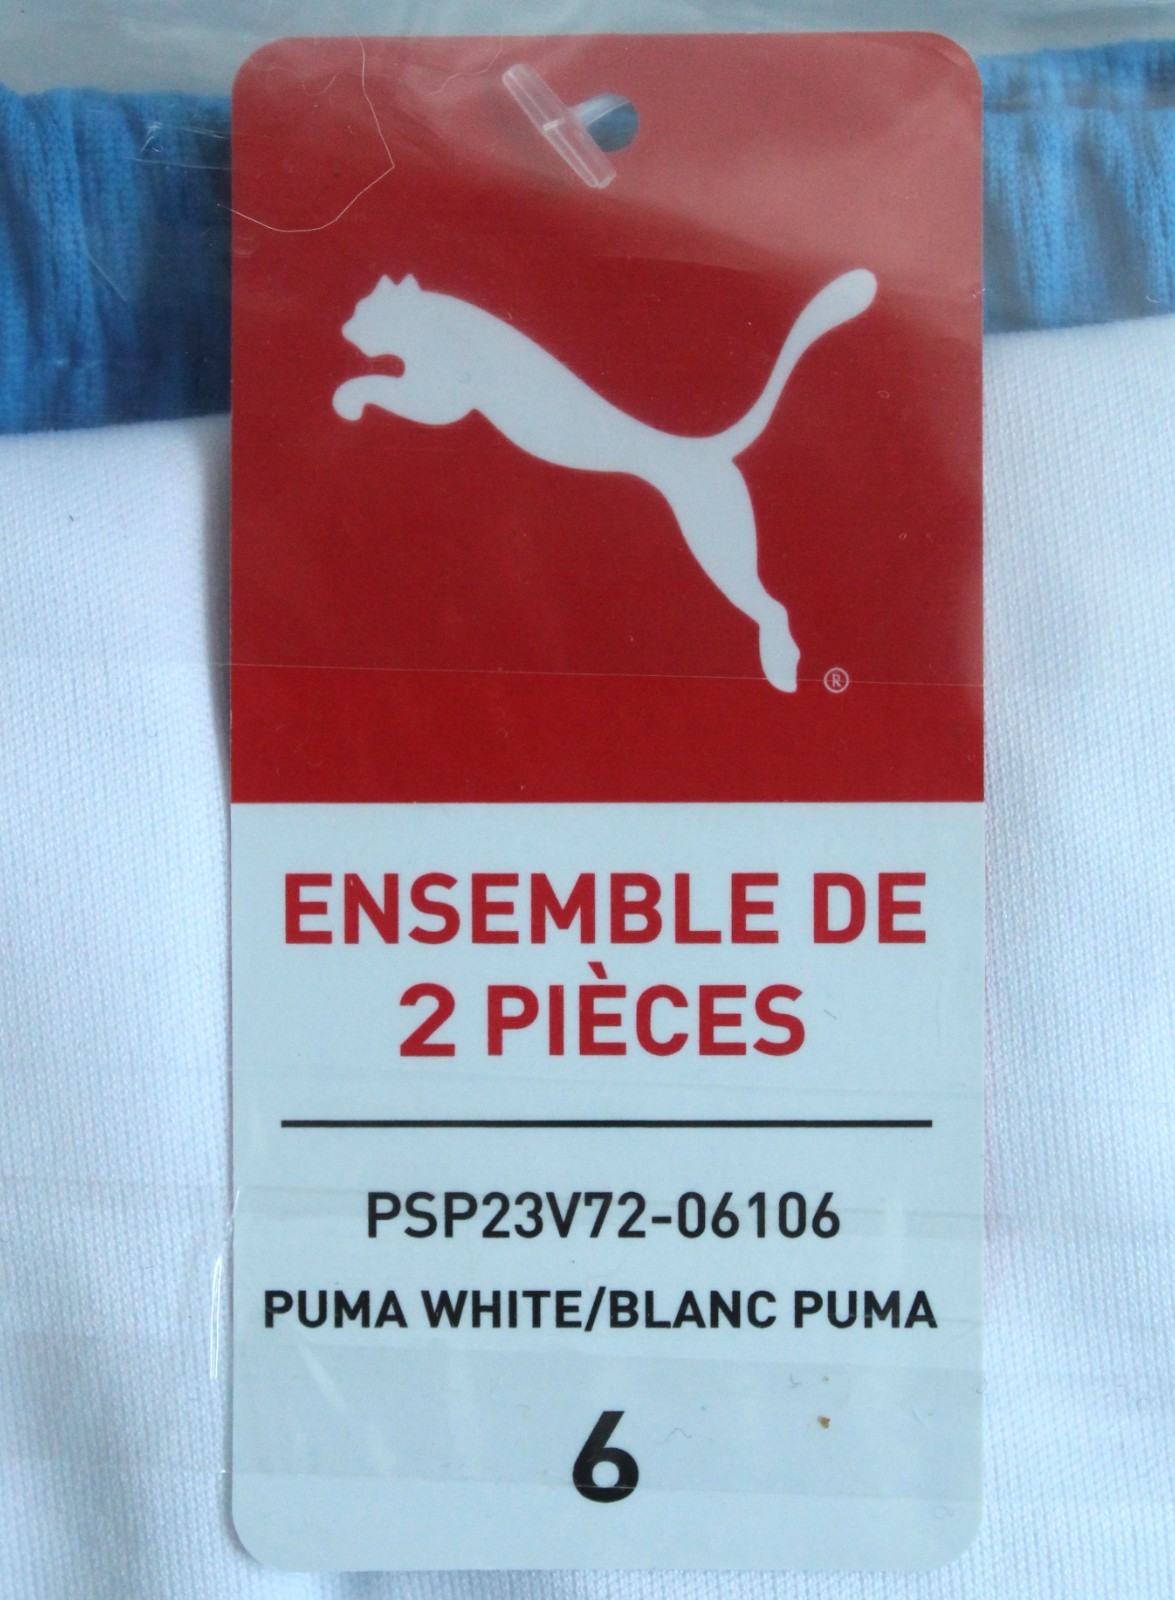 ®
ENSEMBLE DE
2 PIÈCES
PSP23V72-06106
PUMA WHITE/BLANC PUMA
6